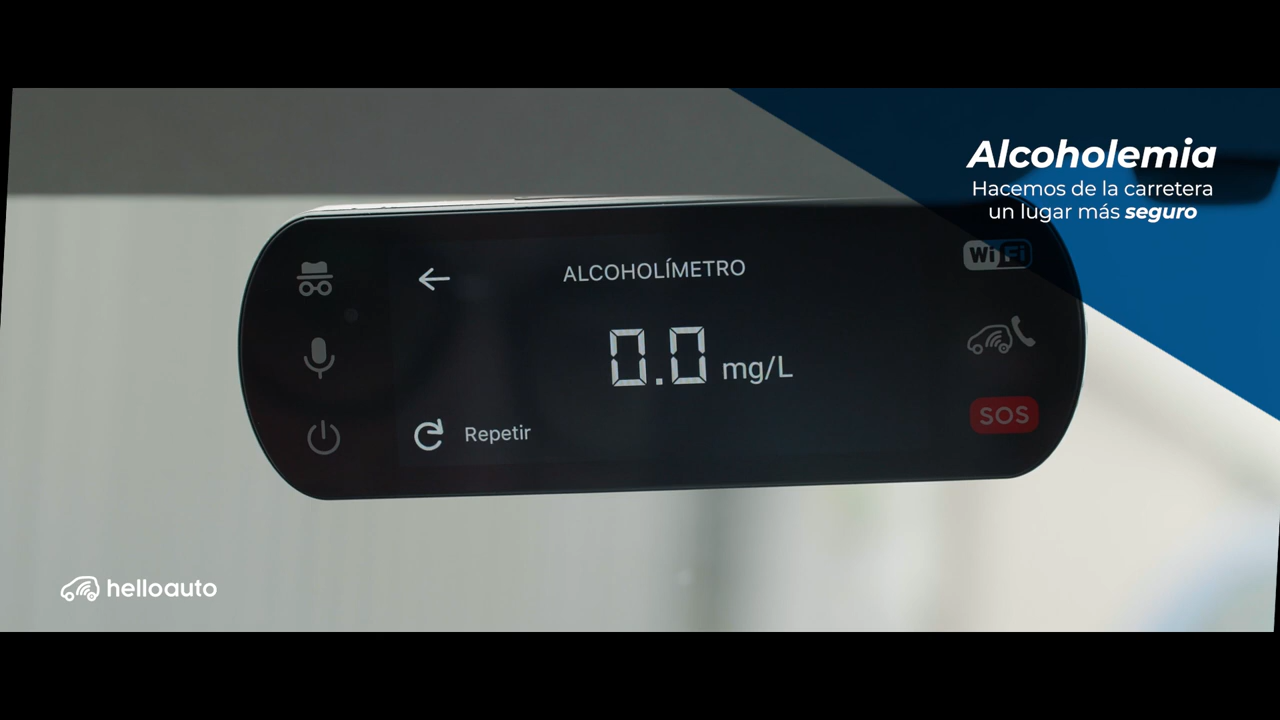 Alcoholemia
Hacemos de la carretera
un lugar más seguro
WiFi
ALCOHOLÍMETRO
0.0 mg/L
SOS
Repetir
helloauto